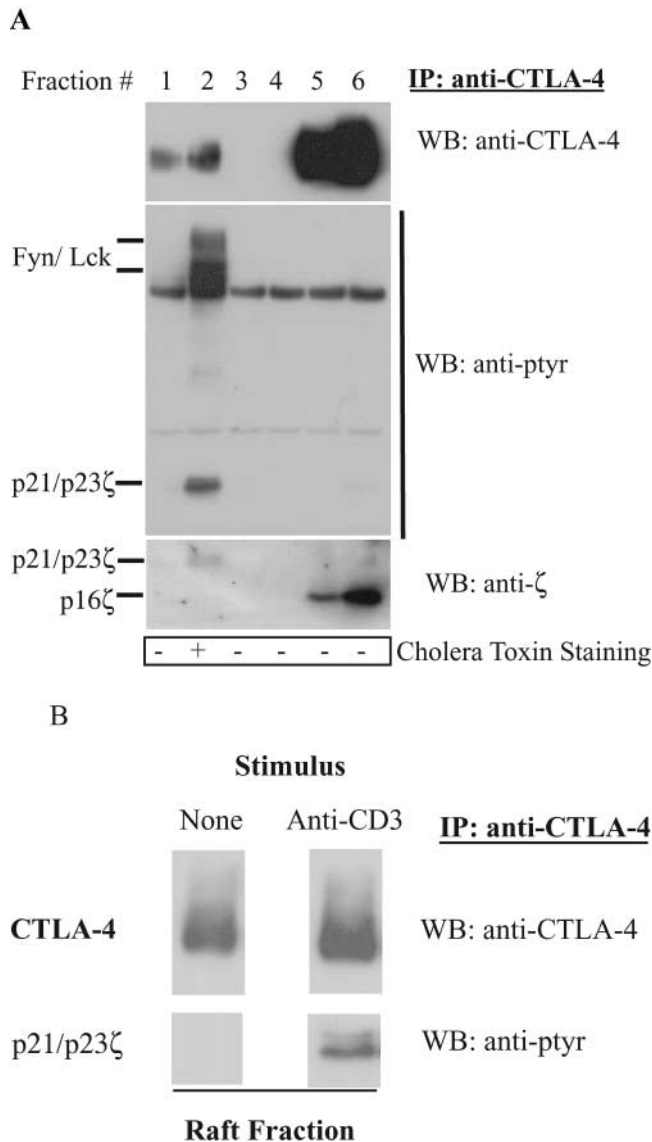 A
Fraction # 1 2 3 4 5 6 IP: anti-CTLA-4
WB: anti-CTLA-4
Fyn/ Lck
WB: anti-ptyr
p21/p23ζ
p21/p23ζ
WB: anti-ζ
p16ζ
- + - - - - Cholera Toxin Staining
B
Stimulus
None Anti-CD3 IP: anti-CTLA-4
CTLA-4 WB: anti-CTLA-4
p21/p23ζ WB: anti-ptyr
Raft Fraction